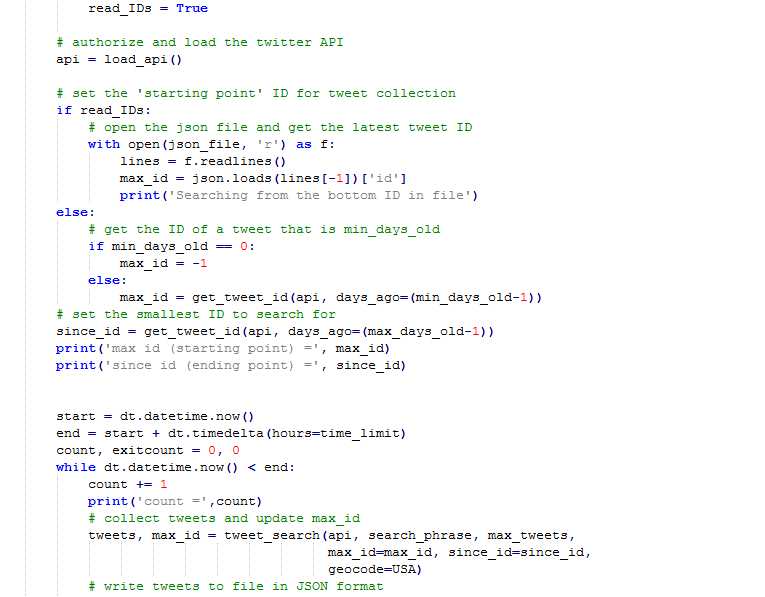 read_IDs = True
# authorize and load the twitter API
api = load_api()
# set the 'starting point' ID for tweet collection
if read_IDs:
# open the json file and get the latest tweet ID
with open(json_file, 'r') as f:
lines = f.readlines()
max_id = json.loads(lines[-1])['id']
print('Searching from the bottom ID in file')
else:
# get the ID of a tweet that is min_days_old
if min_days_old == 0:
max_id = -1
else:
max_id = get_tweet_id(api, days_ago=(min_days_old-1))
# set the smallest ID to search for
since_id = get_tweet_id(api, days_ago=(max_days_old-1))
print('max id (starting point) =', max_id)
print('since id (ending point) =', since_id)
start = dt.datetime.now()
end = start + dt.timedelta(hours=time_limit)
count, exitcount = 0, 0
while dt.datetime.now() < end:
count += 1
print('count =',count)
# collect tweets and update max_id
tweets, max_id = tweet_search(api, search_phrase, max_tweets,
max_id=max_id, since_id=since_id,
geocode=USA)
# write tweets to file in JSON format